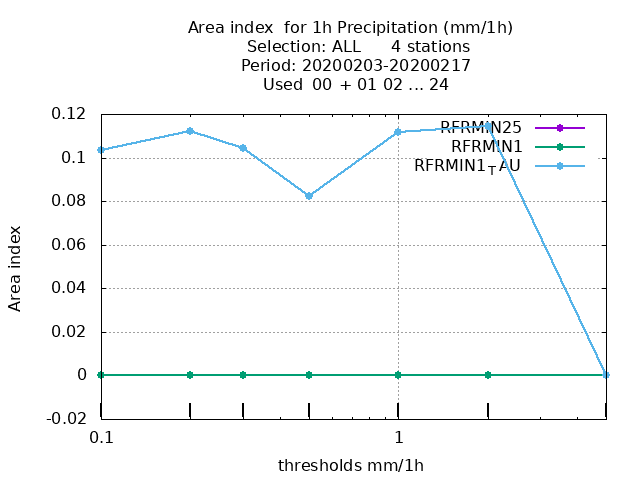 Area index  for 1h Precipitation (mm/1h)
Selection: ALL      4 stations
Period: 20200203-20200217
Used  00  + 01 02 ... 24
0.12
0.1
0.08
0.06
0.04
0.02
0
-0.02
Area index
RFRMIN25
RFRMIN1
RFRMIN1TAU
0.1
1
thresholds mm/1h